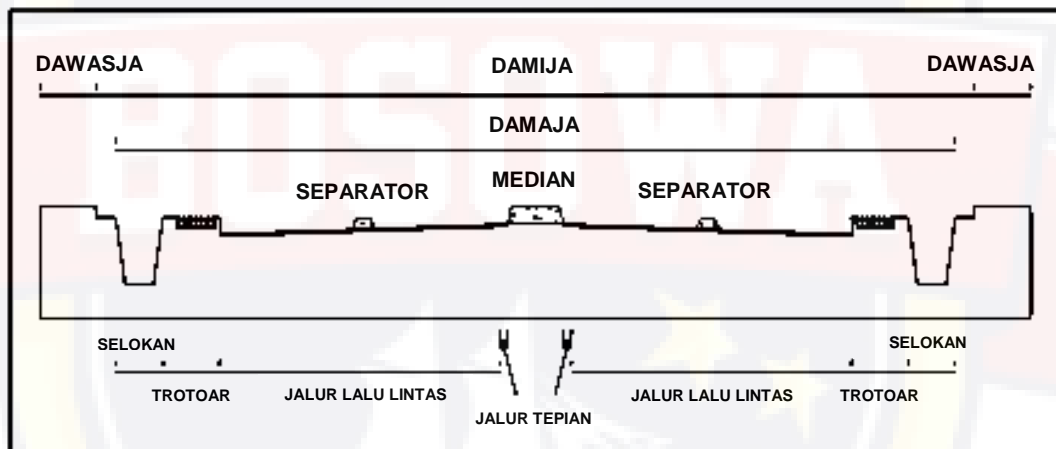 BOSOWA
DAWASJA DAMIJA DAWASJA
DAMAJA
SEPARATOR MEDIAN SEPARATOR
SELOKAN SELOKAN
TROTOAR JALUR LALU LINTAS JALUR LALU LINTAS TROTOAR
JALUR TEPIAN